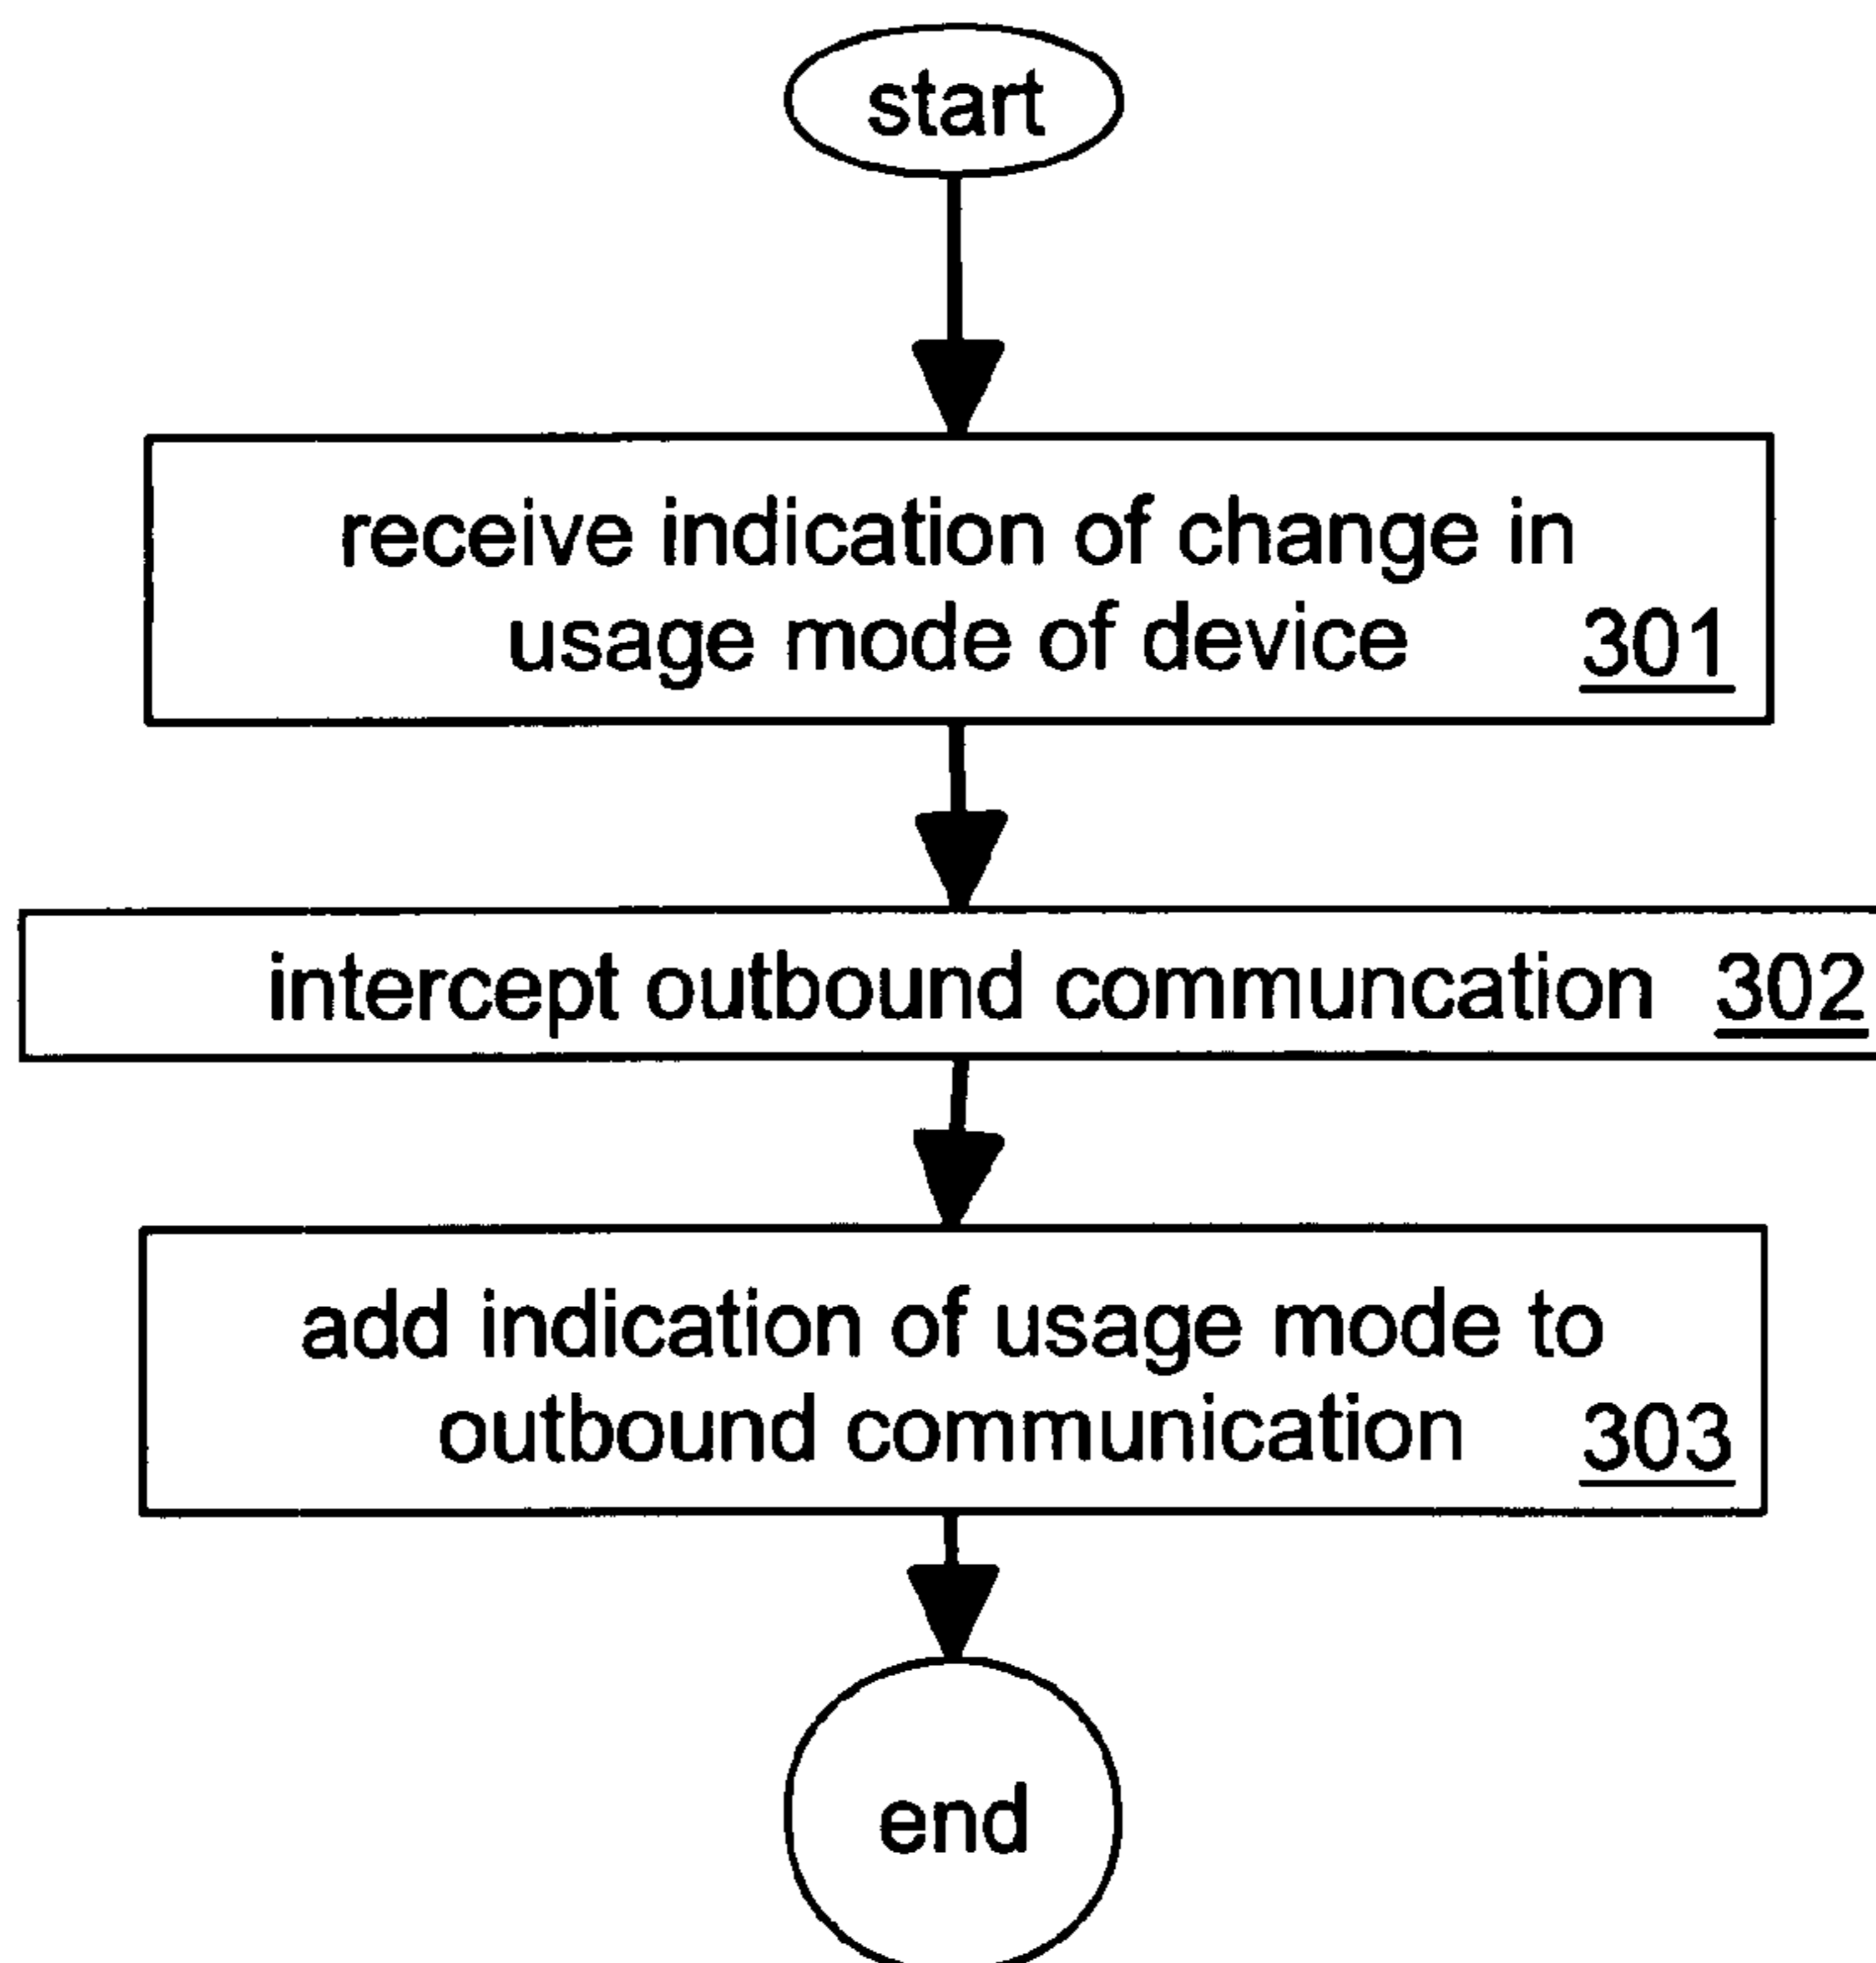 start
receive indication of change in
usage mode of device 301
intercept outbound communcation 302
add indication of usage mode to
outbound communication 303
end